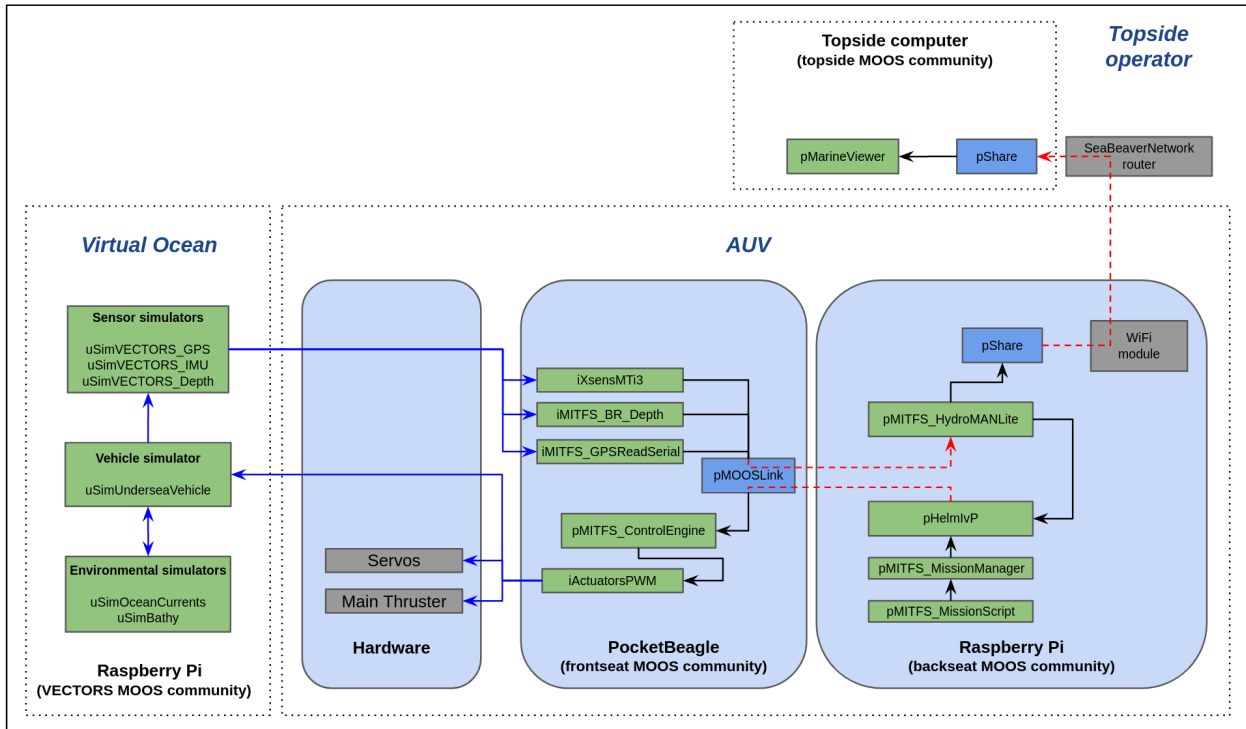 Topside computer
(topside MOOS community)
Topside
operator
pMarineViewer
pShare
SeaBeaverNetwork
router
Virtual Ocean
Sensor simulators
uSimVECTORS_GPS
uSimVECTORS_IMU
uSimVECTORS_Depth
Vehicle simulator
uSimUnderseaVehicle
Environmental simulators
uSimOceanCurrents
uSimBathy
Raspberry Pi
(VECTORS MOOS community)
AUV
Servos
Main Thruster
Hardware
iXsensMTi3
iMITFS_BR_Depth
iMITFS_GPSReadSerial
pMOOSLink
pMITFS_ControlEngine
iActuatorsPWM
PocketBeagle
(frontseat MOOS community)
pShare
WiFi
module
pMITFS_HydroMANLite
pHelmIvP
pMITFS_MissionManager
pMITFS_MissionScript
Raspberry Pi
(backseat MOOS community)